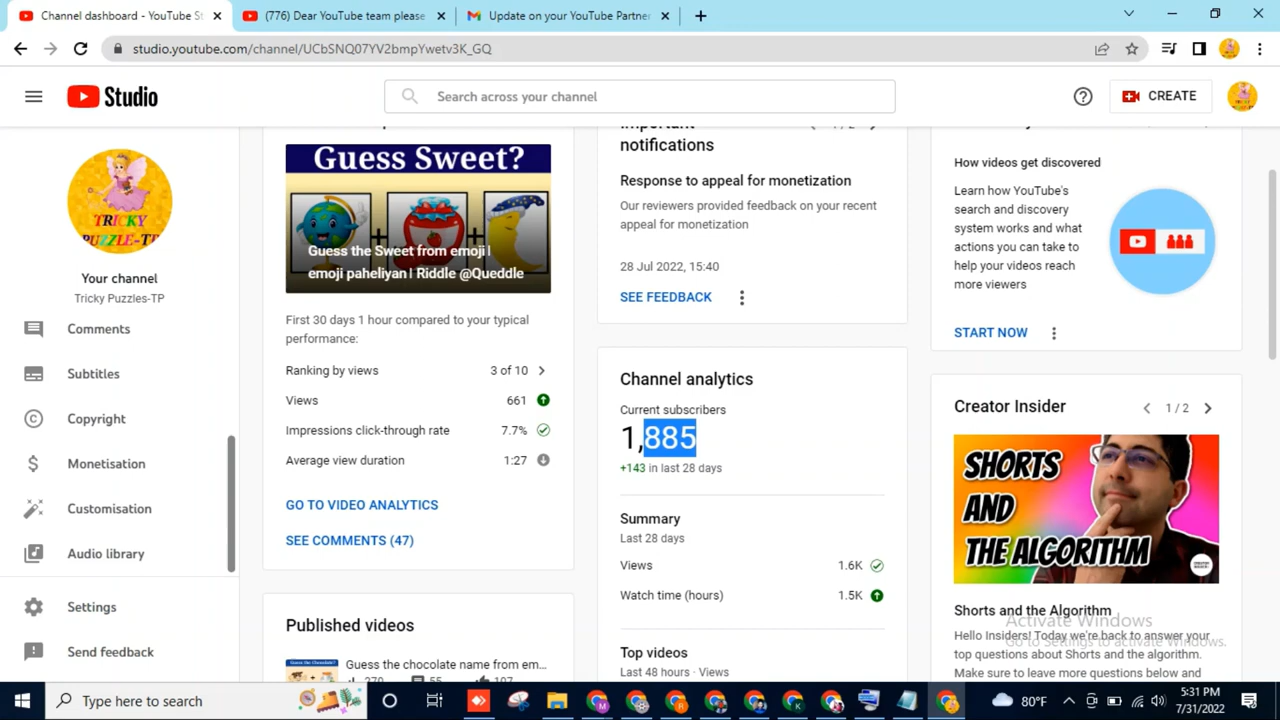 Channel dashboard - YouTube St
(776) Dear YouTube team please
Update on your YouTube Partner
studio.youtube.com/channel/UCbSNQ07YV2bmpYwetv3K_GQ
Studio
Search across your channel
CREATE
TRICKY
PUZZLE-TP
Your channel
Tricky Puzzles-TP
Comments
Subtitles
Copyright
Monetisation
Customisation
Audio library
Settings
Send feedback
Guess Sweet?
Guess the Sweet from emoji |
emoji paheliyan | Riddle @Queddle
First 30 days 1 hour compared to your typical
performance:
Ranking by views 3 of 10
Views 661
Impressions click-through rate 7.7%
Average view duration 1:27
GO TO VIDEO ANALYTICS
SEE COMMENTS (47)
Published videos
Guess the chocolate name from em...
Important
notifications
Response to appeal for monetization
Our reviewers provided feedback on your recent
appeal for monetization
28 Jul 2022, 15:40
SEE FEEDBACK
Channel analytics
Current subscribers
1,885
+143 in last 28 days
Summary
Last 28 days
Views 1.6K
Watch time (hours) 1.5K
Top videos
Last 48 hours · Views
How videos get discovered
Learn how YouTube's
search and discovery
system works and what
actions you can take to
help your videos reach
more viewers
START NOW
Creator Insider
1 / 2
SHORTS
AND
THE ALGORITHM
Shorts and the Algorithm
Hello Insiders! Today we're back to answer your
top questions about Shorts and the algorithm.
Make sure to leave more questions below and
Activate Windows
Go to Settings to activate Windows.
Type here to search
80°F
5:31 PM
7/31/2022